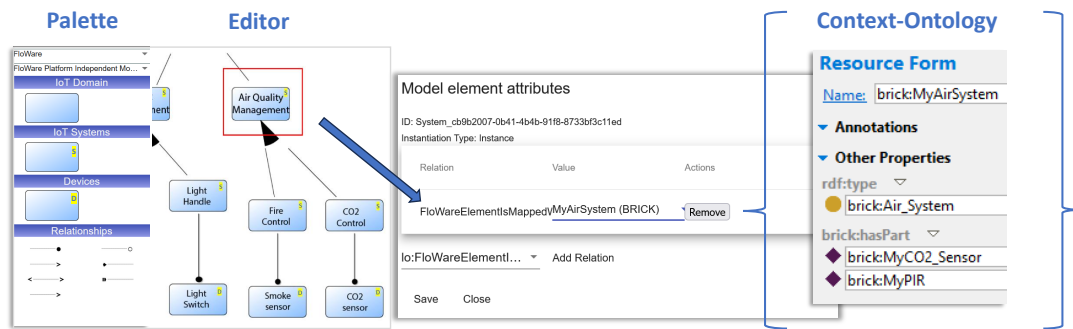 Palette
Editor
Context-Ontology
FloWare
FloWare Platform Independent Mo...
IoT Domain
IoT Systems
S
Devices
D
Relationships
S
ment
Air Quality
Management
S
Light
Handle
S
Fire
Control
S
CO2
Control
S
Light
Switch
D
Smoke
sensor
D
CO2
sensor
D
Model element attributes
ID: System_cb9b2007-0b41-4b4b-91f8-8733bf3c11ed
Instantiation Type: Instance
Relation Value Actions
FloWareElementIsMappedW MyAirSystem (BRICK) Remove
lo:FloWareElementI... Add Relation
Save Close
Resource Form
Name: brick:MyAirSystem
Annotations
Other Properties
rdf:type
brick:Air_System
brick:hasPart
brick:MyCO2_Sensor
brick:MyPIR